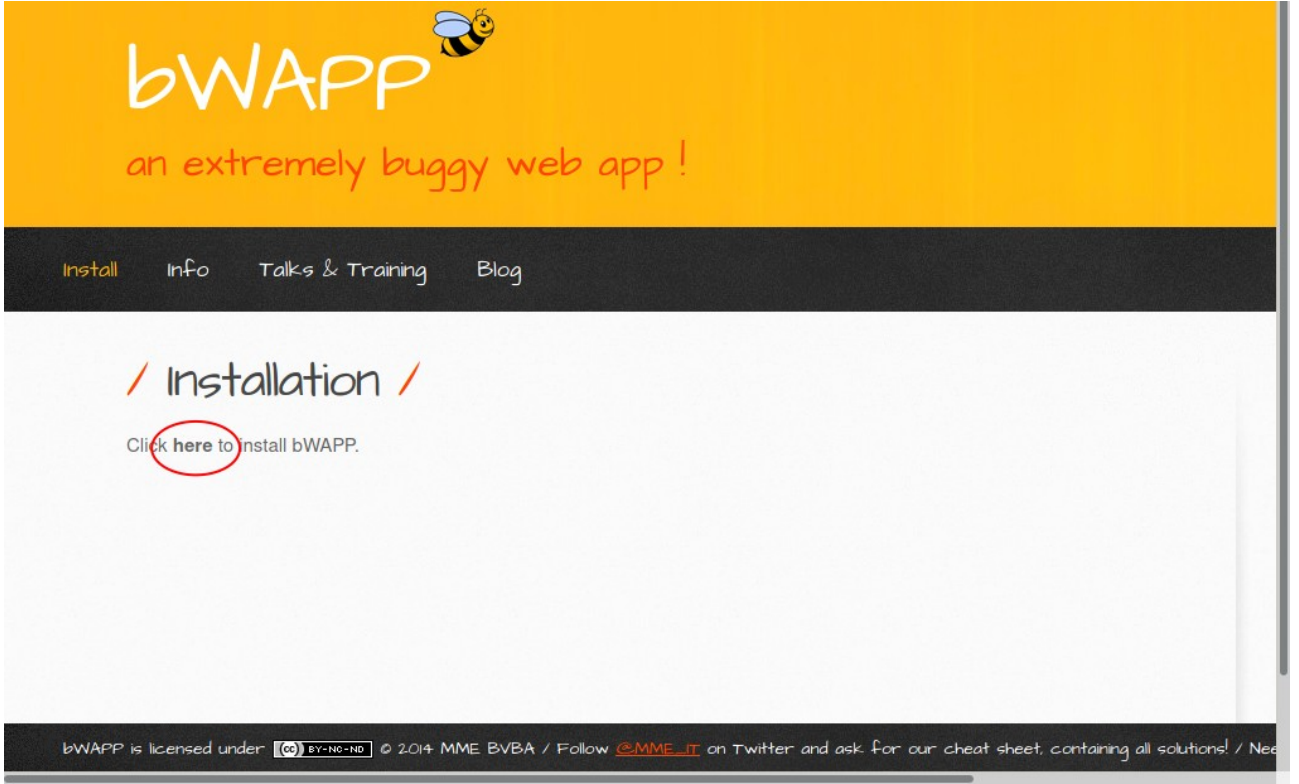 bWAPP
an extremely buggy web app !
Install Info Talks & Training Blog
/ Installation /
Click here to install bWAPP.
bWAPP is licensed under (cc) BY-NC-ND © 2014 MME BVBA / Follow @MME_IT on Twitter and ask for our cheat sheet, containing all solutions! /